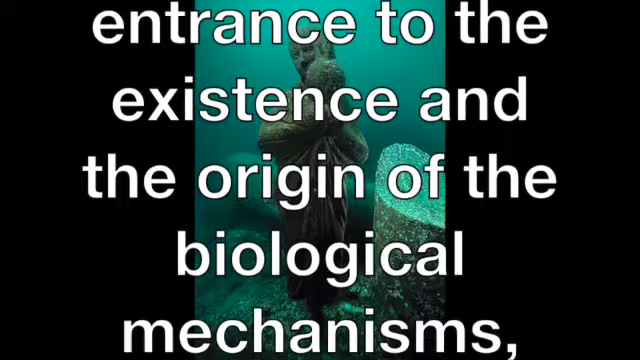 entrance to the
existence and
the origin of the
biological
mechanisms,